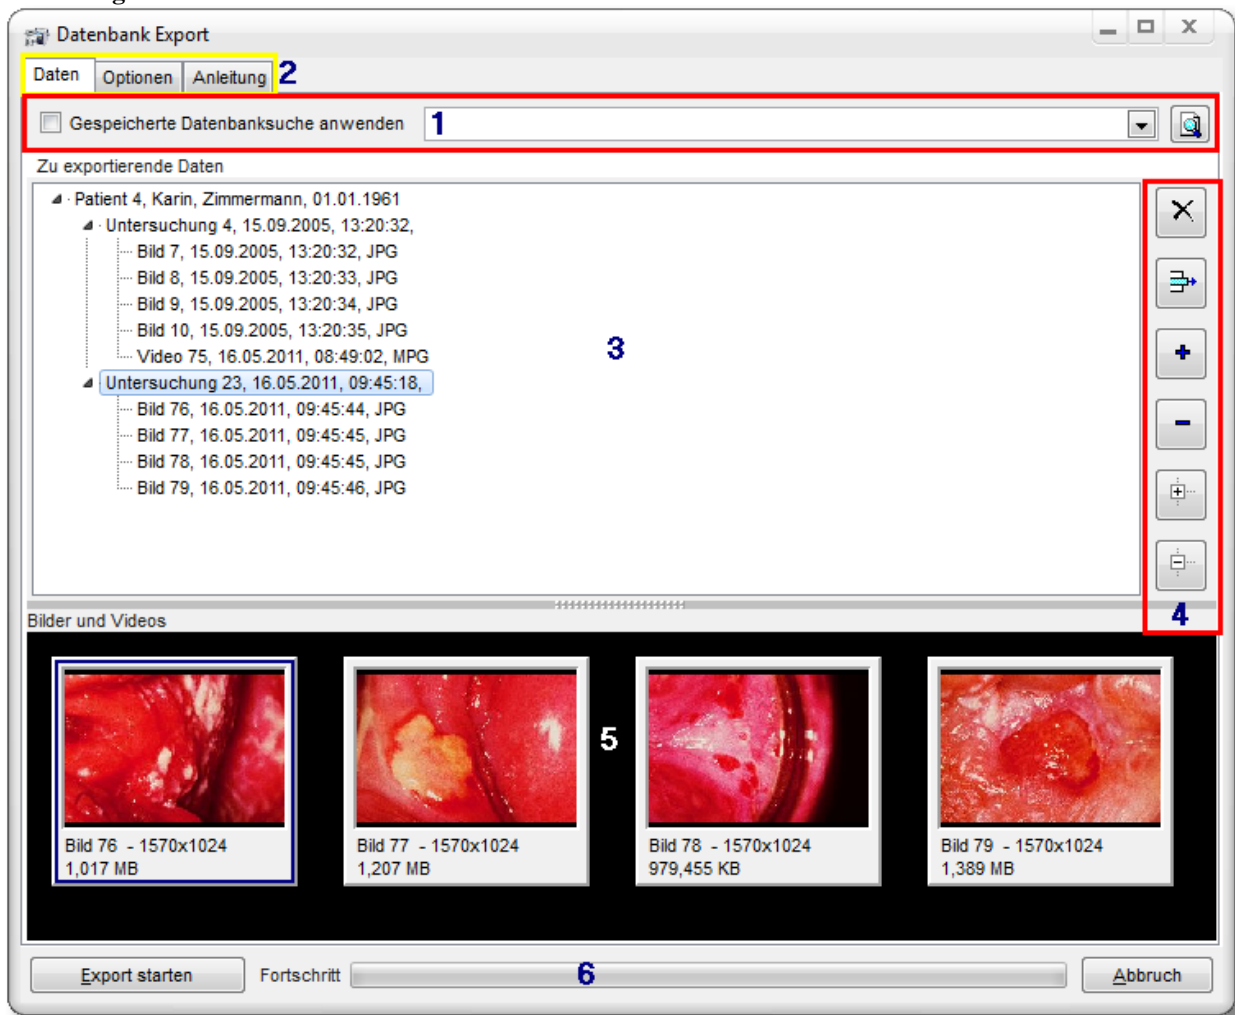 Datenbank Export
Daten Optionen Anleitung 2
Gespeicherte Datenbanksuche anwenden 1
Zu exportierende Daten
Patient 4, Karin, Zimmermann, 01.01.1961
Untersuchung 4, 15.09.2005, 13:20:32,
Bild 7, 15.09.2005, 13:20:32, JPG
Bild 8, 15.09.2005, 13:20:33, JPG
Bild 9, 15.09.2005, 13:20:34, JPG
Bild 10, 15.09.2005, 13:20:35, JPG
3
Video 75, 16.05.2011, 08:49:02, MPG
Untersuchung 23, 16.05.2011, 09:45:18,
Bild 76, 16.05.2011, 09:45:44, JPG
Bild 77, 16.05.2011, 09:45:45, JPG
Bild 78, 16.05.2011, 09:45:45, JPG
Bild 79, 16.05.2011, 09:45:46, JPG
4
Bilder und Videos
5
Bild 76 - 1570x1024
1,017 MB
Bild 77 - 1570x1024
1,207 MB
Bild 78 - 1570x1024
979,455 KB
Bild 79 - 1570x1024
1,389 MB
Export starten Fortschritt 6 Abbruch